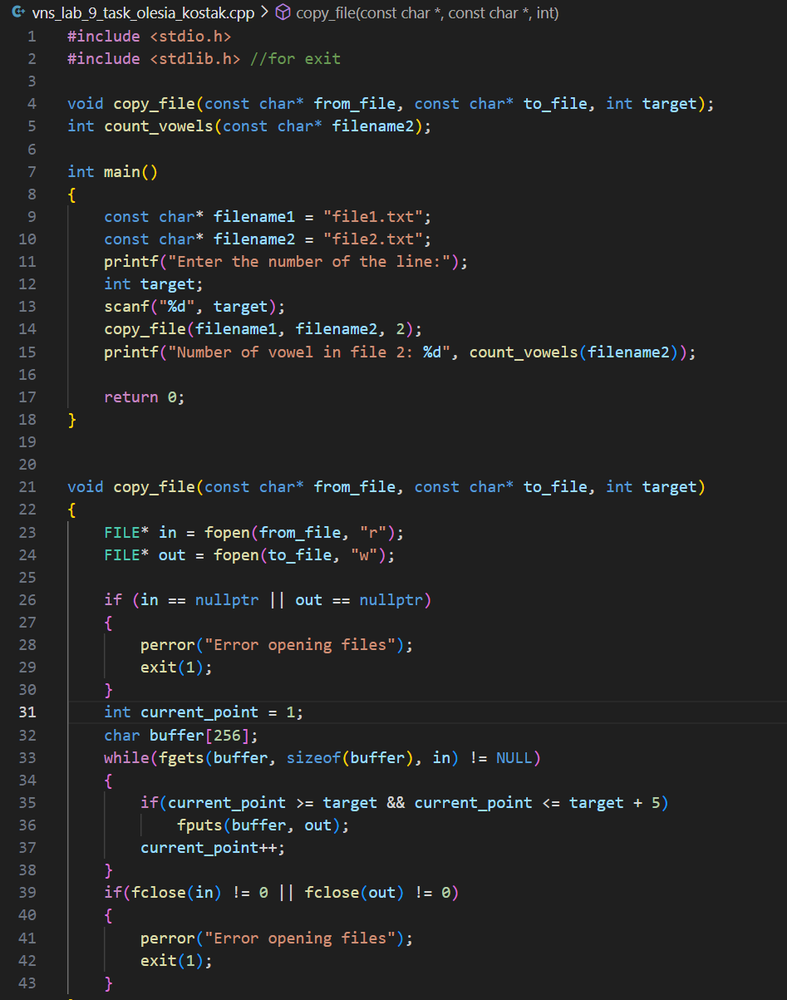 vns_lab_9_task_olesia_kostak.cpp > copy_file(const char *, const char *, int)
1 #include <stdio.h>
2 #include <stdlib.h> //for exit
3
4 void copy_file(const char* from_file, const char* to_file, int target);
5 int count_vowels(const char* filename2);
6
7 int main()
8 {
9     const char* filename1 = "file1.txt";
10     const char* filename2 = "file2.txt";
11     printf("Enter the number of the line:");
12     int target;
13     scanf("%d", target);
14     copy_file(filename1, filename2, 2);
15     printf("Number of vowel in file 2: %d", count_vowels(filename2));
16
17     return 0;
18 }
19
20
21 void copy_file(const char* from_file, const char* to_file, int target)
22 {
23     FILE* in = fopen(from_file, "r");
24     FILE* out = fopen(to_file, "w");
25
26     if (in == nullptr || out == nullptr)
27     {
28         perror("Error opening files");
29         exit(1);
30     }
31     int current_point = 1;
32     char buffer[256];
33     while(fgets(buffer, sizeof(buffer), in) != NULL)
34     {
35         if(current_point >= target && current_point <= target + 5)
36             fputs(buffer, out);
37         current_point++;
38     }
39     if(fclose(in) != 0 || fclose(out) != 0)
40     {
41         perror("Error opening files");
42         exit(1);
43     }